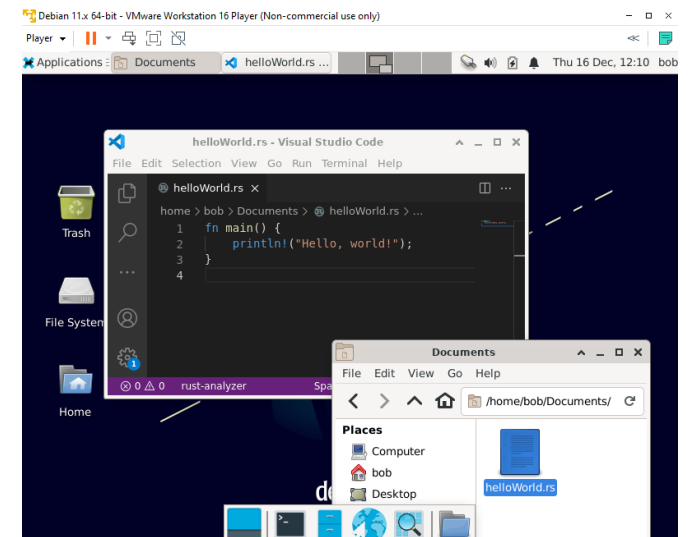 Debian 11.x 64-bit - VMware Workstation 16 Player (Non-commercial use only)
Player
Applications
Documents
helloWorld.rs ...
Thu 16 Dec, 12:10 bob
helloWorld.rs - Visual Studio Code
File Edit Selection View Go Run Terminal Help
helloWorld.rs
home > bob > Documents > helloWorld.rs > ...
1 fn main() {
2 println!("Hello, world!");
3 }
4
1
0 0 rust-analyzer Spa
Trash
File System
Home
Documents
File Edit View Go Help
/home/bob/Documents/
Places
Computer
bob
Desktop
helloWorld.rs
de